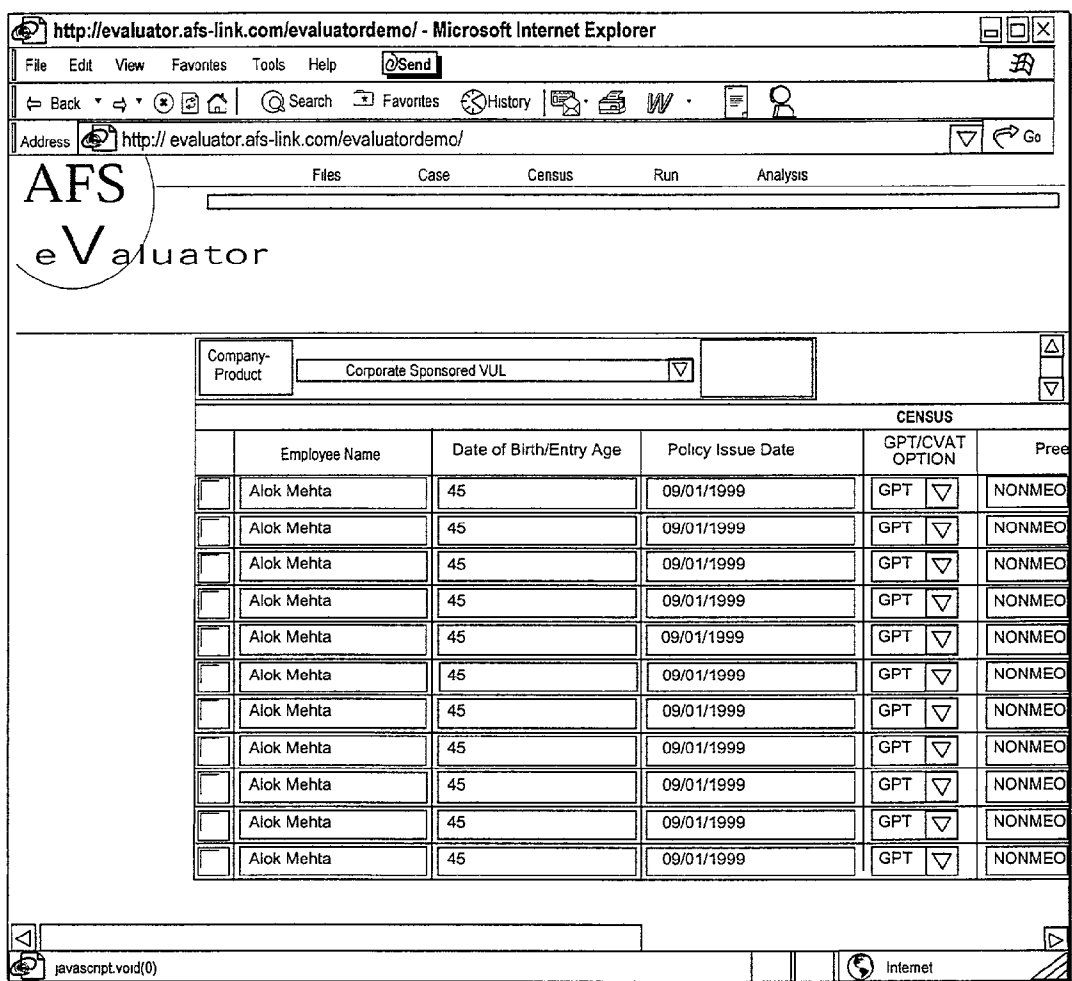 http://evaluator.afs-link.com/evaluatordemo/ - Microsoft Internet Explorer
File Edit View Favorites Tools Help Send
Back Search Favorites History W
Address http:// evaluator.afs-link.com/evaluatordemo/ Go
AFS
eValuator
Files Case Census Run Analysis
Company-
Product
Corporate Sponsored VUL
CENSUS
Employee Name Date of Birth/Entry Age Policy Issue Date GPT/CVAT Pree
OPTION
Alok Mehta 45 09/01/1999 GPT NONMEO
Alok Mehta 45 09/01/1999 GPT NONMEO
Alok Mehta 45 09/01/1999 GPT NONMEO
Alok Mehta 45 09/01/1999 GPT NONMEO
Alok Mehta 45 09/01/1999 GPT NONMEO
Alok Mehta 45 09/01/1999 GPT NONMEO
Alok Mehta 45 09/01/1999 GPT NONMEO
Alok Mehta 45 09/01/1999 GPT NONMEO
Alok Mehta 45 09/01/1999 GPT NONMEO
Alok Mehta 45 09/01/1999 GPT NONMEO
Alok Mehta 45 09/01/1999 GPT NONMEO
javascript.void(0) Internet